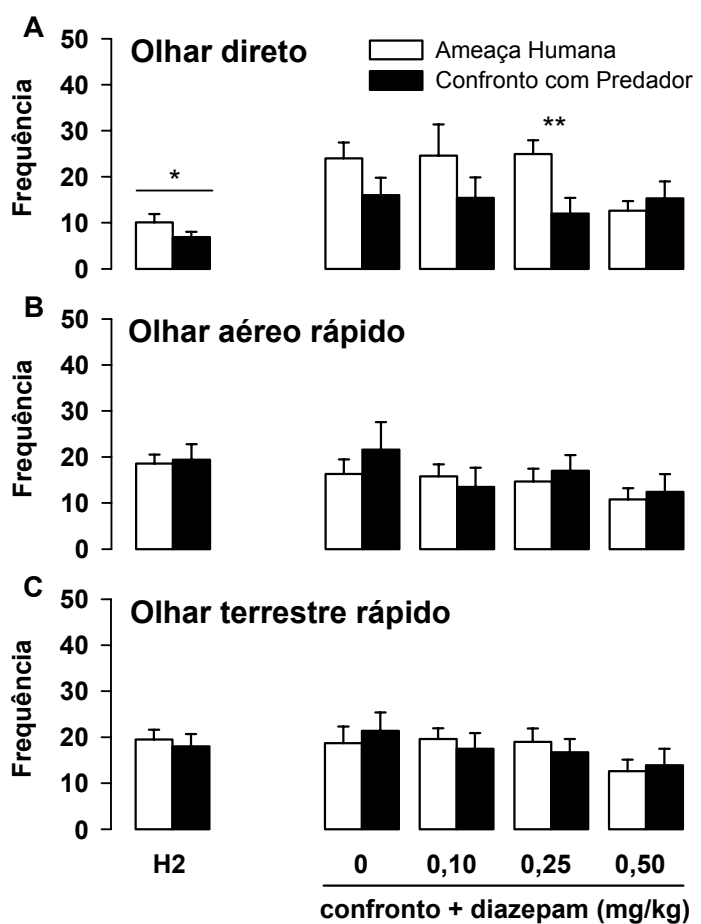 A
Olhar direto
Ameaça Humana
Confronto com Predador
Frequência
50
40
30
20
10
0
*
**
B
Olhar aéreo rápido
Frequência
50
40
30
20
10
0
C
Olhar terrestre rápido
Frequência
50
40
30
20
10
0
H2 0 0,10 0,25 0,50
confronto + diazepam (mg/kg)